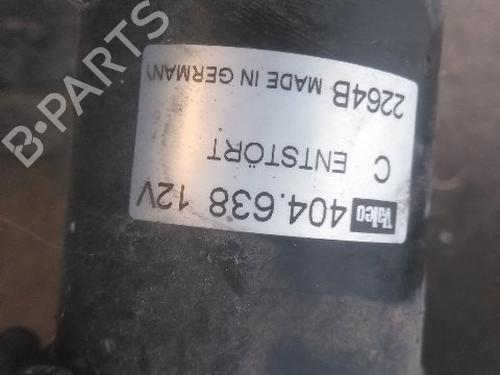 Valeo 404.638 12V
C ENTSTÖRT
2264B MADE IN GERMANY
B-PARTS